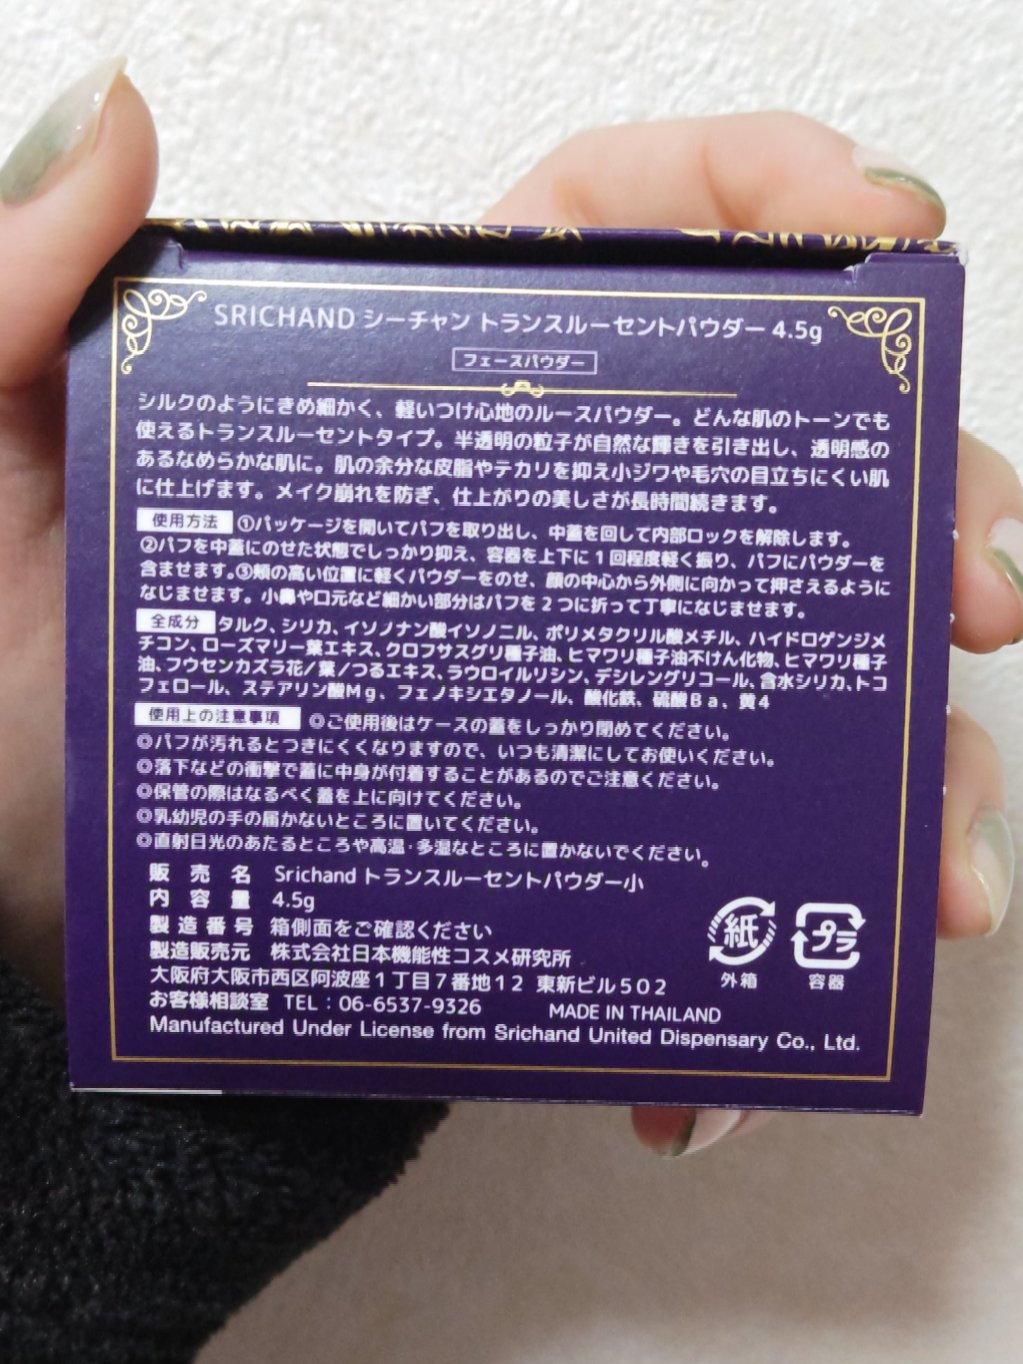 SRICHAND シーチャン トランスルーセントパウダー 4.5g
フェースパウダー
シルクのようにきめ細かく、軽いつけ心地のルースパウダー。どんな肌のトーンでも
使えるトランスルーセントタイプ。半透明の粒子が自然な輝きを引き出し、透明感の
あるなめらかな肌に。肌の余分な皮脂やテカリを抑え小ジワや毛穴の目立ちにくい肌
に仕上げます。メイク崩れを防ぎ、仕上がりの美しさが長時間続きます。
使用方法 ①パッケージを開いてパフを取り出し、中蓋を回して内部ロックを解除します。
②パフを中蓋にのせた状態でしっかり抑え、容器を上下に1回程度軽く振り、パフにパウダーを
含ませます。③頬の高い位置に軽くパウダーをのせ、顔の中心から外側に向かって押さえるように
なじませます。小鼻や口元など細かい部分はパフを2つに折って丁寧になじませます。
全成分 タルク、シリカ、イソノナン酸イソノニル、ポリメタクリル酸メチル、ハイドロゲンジメ
チコン、ローズマリー葉エキス、クロフサスグリ種子油、ヒマワリ種子油不けん化物、ヒマワリ種子
油、フウセンカズラ花/葉/つるエキス、ラウロイルリシン、デシレングリコール、含水シリカ、トコ
フェロール、ステアリン酸Mg、フェノキシエタノール、酸化鉄、硫酸Ba、黄4
使用上の注意事項 ◎ご使用後はケースの蓋をしっかり閉めてください。
◎パフが汚れるとつきにくくなりますので、いつも清潔にしてお使いください。
◎落下などの衝撃で蓋に中身が付着することがあるのでご注意ください。
◎保管の際はなるべく蓋を上に向けてください。
◎乳幼児の手の届かないところに置いてください。
◎直射日光のあたるところや高温・多湿なところに置かないでください。
販売名 Srichand トランスルーセントパウダー小
内容量 4.5g
製造番号 箱側面をご確認ください
製造販売元 株式会社日本機能性コスメ研究所
大阪府大阪市西区阿波座1丁目7番地12 東新ビル502
お客様相談室 TEL：06-6537-9326 MADE IN THAILAND
Manufactured Under License from Srichand United Dispensary Co., Ltd.
紙 プラ
外箱 容器